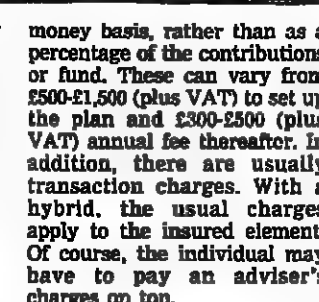 money basis, rather than as a
percentage of the contributions
or fund. These can vary from
£500-£1,500 (plus VAT) to set up
the plan and £300-£500 (plus
VAT) annual fee thereafter. In
addition, there are usually
transaction charges. With a
hybrid, the usual charges
apply to the insured element.
Of course, the individual may
have to pay an adviser's
charges on top.